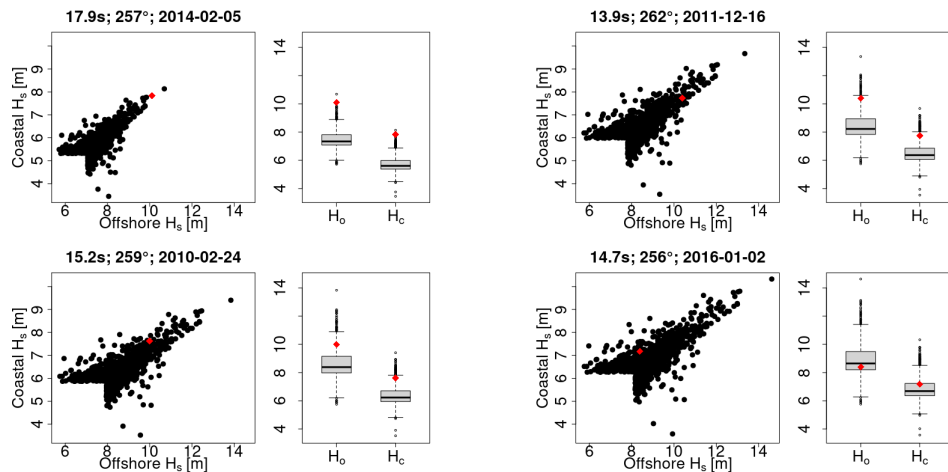 17.9s; 257°; 2014-02-05
Coastal Hs [m]
4 5 6 7 8 9
6 8 10 12 14
Offshore Hs [m]
4 6 8 10 14
Ho Hc
13.9s; 262°; 2011-12-16
Coastal Hs [m]
4 5 6 7 8 9
6 8 10 12 14
Offshore Hs [m]
4 6 8 10 14
Ho Hc
15.2s; 259°; 2010-02-24
Coastal Hs [m]
4 5 6 7 8 9
6 8 10 12 14
Offshore Hs [m]
4 6 8 10 14
Ho Hc
14.7s; 256°; 2016-01-02
Coastal Hs [m]
4 5 6 7 8 9
6 8 10 12 14
Offshore Hs [m]
4 6 8 10 14
Ho Hc